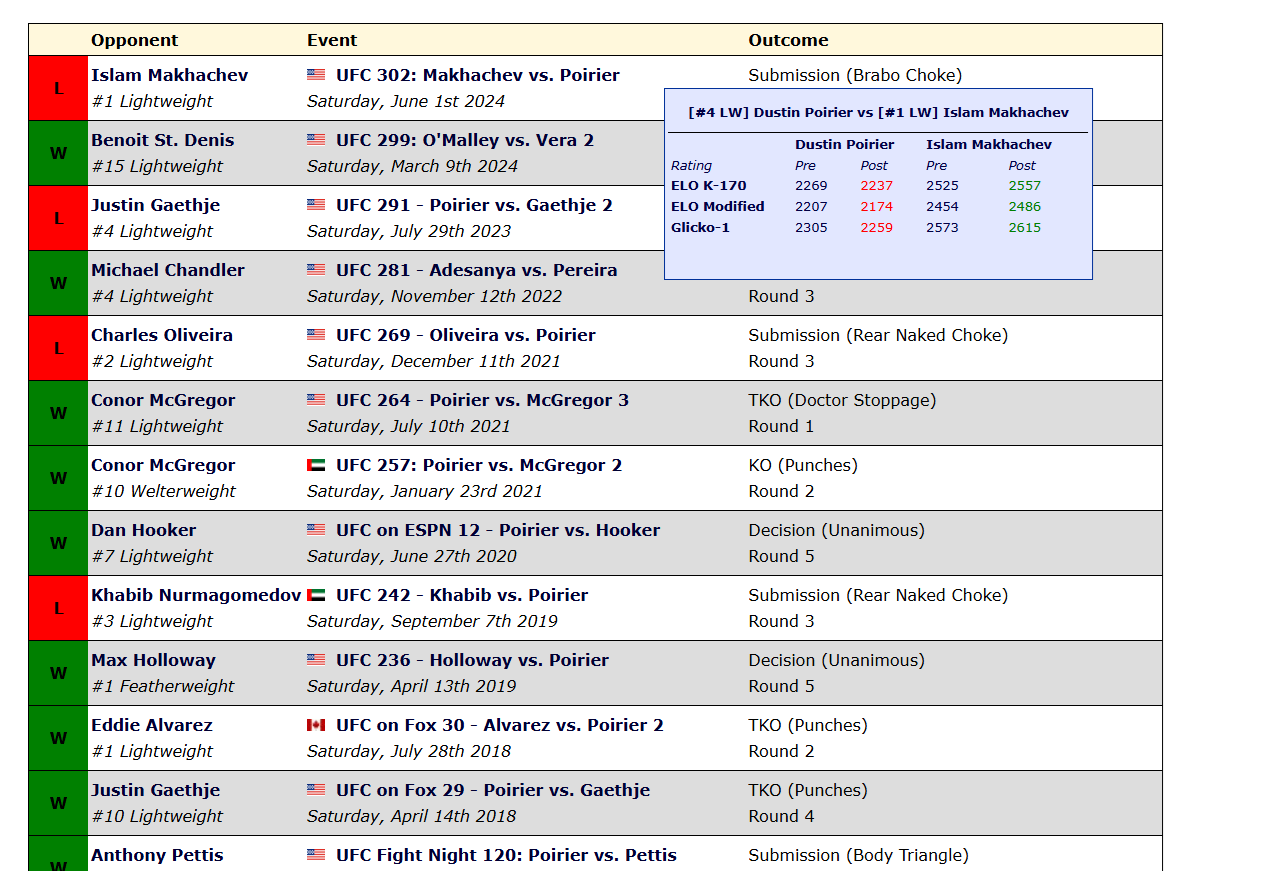 Opponent Event Outcome
L Islam Makhachev UFC 302: Makhachev vs. Poirier Submission (Brabo Choke)
#1 Lightweight Saturday, June 1st 2024
[#4 LW] Dustin Poirier vs [#1 LW] Islam Makhachev
Dustin Poirier Islam Makhachev
Rating Pre Post Pre Post
ELO K-170 2269 2237 2525 2557
ELO Modified 2207 2174 2454 2486
Glicko-1 2305 2259 2573 2615
W Benoit St. Denis UFC 299: O'Malley vs. Vera 2
#15 Lightweight Saturday, March 9th 2024
L Justin Gaethje UFC 291 - Poirier vs. Gaethje 2
#4 Lightweight Saturday, July 29th 2023
W Michael Chandler UFC 281 - Adesanya vs. Pereira
#4 Lightweight Saturday, November 12th 2022 Round 3
L Charles Oliveira UFC 269 - Oliveira vs. Poirier Submission (Rear Naked Choke)
#2 Lightweight Saturday, December 11th 2021 Round 3
W Conor McGregor UFC 264 - Poirier vs. McGregor 3 TKO (Doctor Stoppage)
#11 Lightweight Saturday, July 10th 2021 Round 1
W Conor McGregor UFC 257: Poirier vs. McGregor 2 KO (Punches)
#10 Welterweight Saturday, January 23rd 2021 Round 2
W Dan Hooker UFC on ESPN 12 - Poirier vs. Hooker Decision (Unanimous)
#7 Lightweight Saturday, June 27th 2020 Round 5
L Khabib Nurmagomedov UFC 242 - Khabib vs. Poirier Submission (Rear Naked Choke)
#3 Lightweight Saturday, September 7th 2019 Round 3
W Max Holloway UFC 236 - Holloway vs. Poirier Decision (Unanimous)
#1 Featherweight Saturday, April 13th 2019 Round 5
W Eddie Alvarez UFC on Fox 30 - Alvarez vs. Poirier 2 TKO (Punches)
#1 Lightweight Saturday, July 28th 2018 Round 2
W Justin Gaethje UFC on Fox 29 - Poirier vs. Gaethje TKO (Punches)
#10 Lightweight Saturday, April 14th 2018 Round 4
W Anthony Pettis UFC Fight Night 120: Poirier vs. Pettis Submission (Body Triangle)